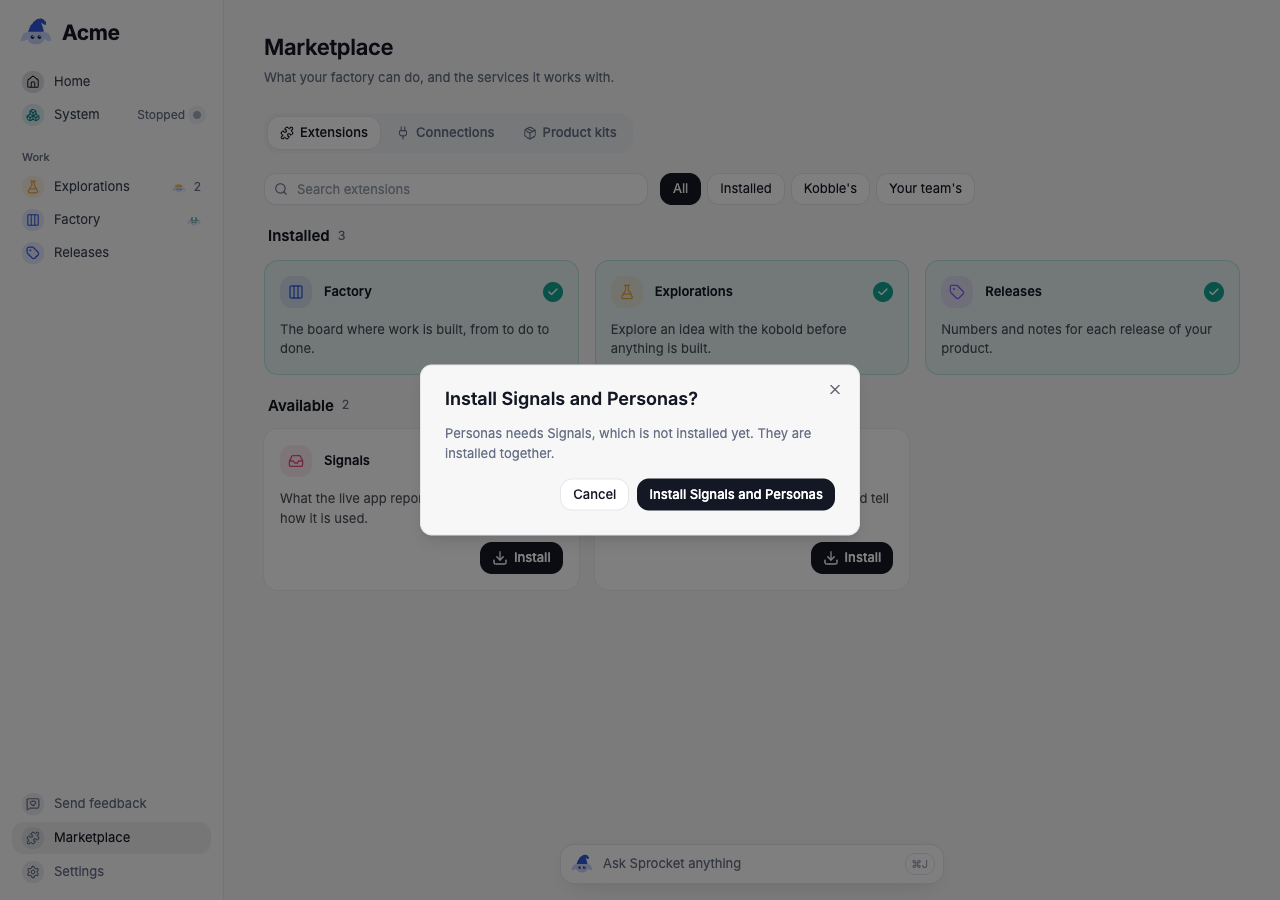 Acme
Home
System Stopped
Work
Explorations 2
Factory
Releases
Send feedback
Marketplace
Settings
Marketplace
What your factory can do, and the services it works with.
Extensions Connections Product kits
Search extensions All Installed Kobble's Your team's
Installed 3
Factory
The board where work is built, from to do to
done.
Explorations
Explore an idea with the kobold before
anything is built.
Releases
Numbers and notes for each release of your
product.
Available 2
Signals
What the live app
how it is used.
Install
tell
Install
Install Signals and Personas?
Personas needs Signals, which is not installed yet. They are
installed together.
Cancel Install Signals and Personas
Ask Sprocket anything ⌘J